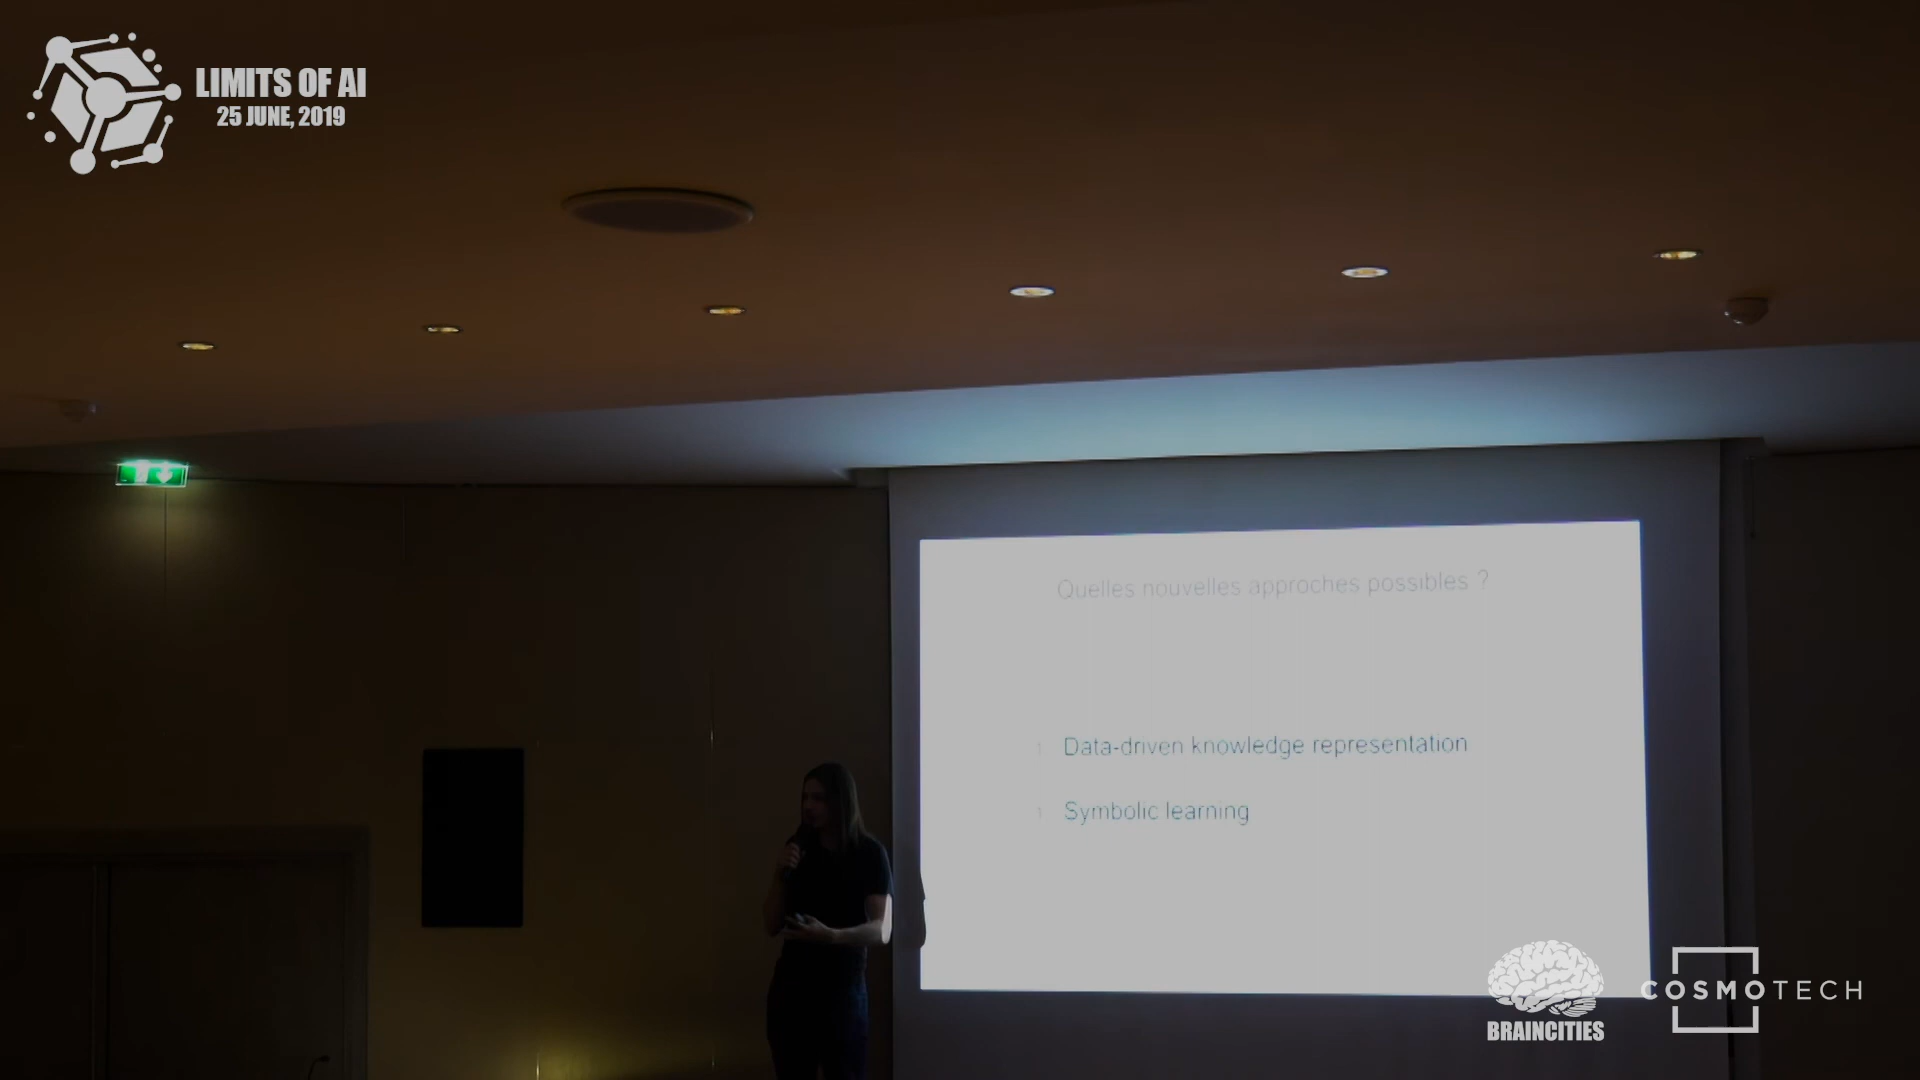 LIMITS OF AI
25 JUNE, 2019
Quelles nouvelles approches possibles ?
Data-driven knowledge representation
Symbolic learning
BRAINCITIES
COSMOTECH